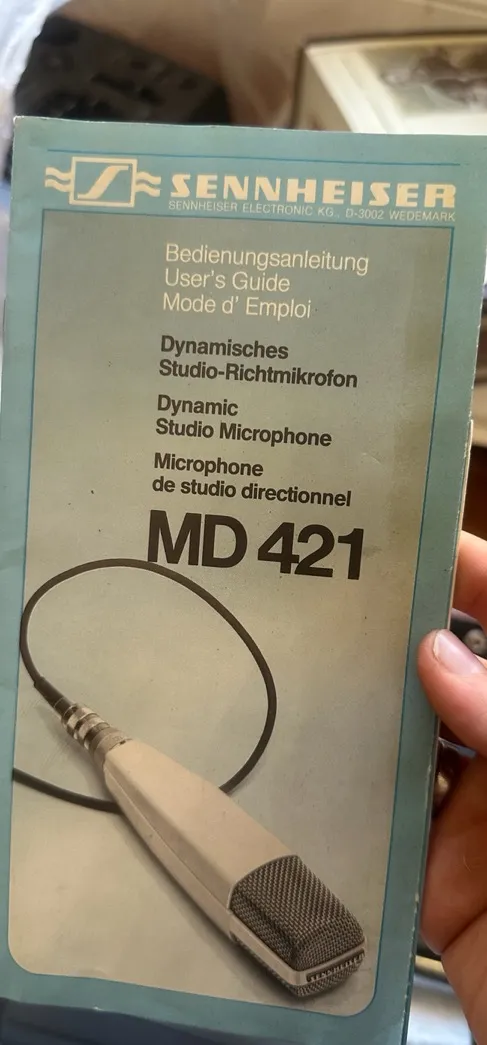 SENNHEISER
SENNHEISER ELECTRONIC KG., D-3002 WEDEMARK
Bedienungsanleitung
User's Guide
Mode d' Emploi
Dynamisches
Studio-Richtmikrofon
Dynamic
Studio Microphone
Microphone
de studio directionnel
MD 421
SENNHEISER